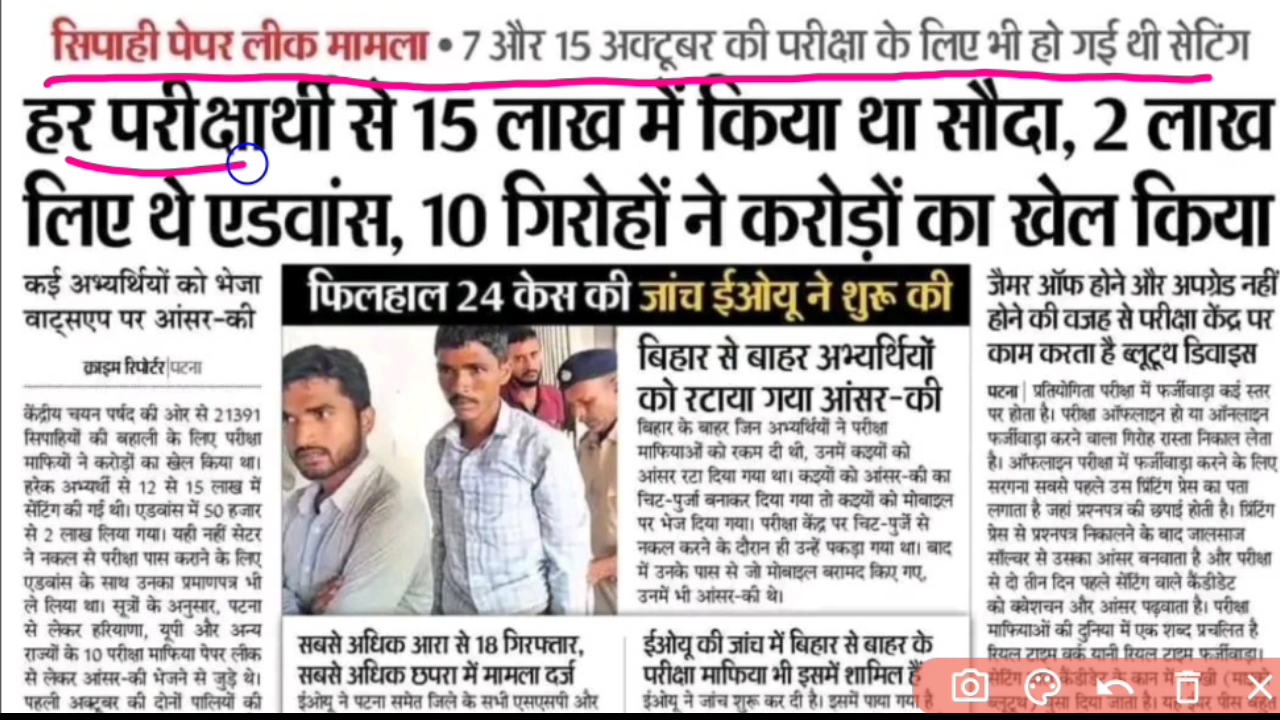 सिपाही पेपर लीक मामला • 7 और 15 अक्टूबर की परीक्षा के लिए भी हो गई थी सेटिंग
हर परीक्षार्थी से 15 लाख में किया था सौदा, 2 लाख
लिए थे एडवांस, 10 गिरोहों ने करोड़ों का खेल किया
कई अभ्यर्थियों को भेजा
वाट्सएप पर आंसर-की
क्राइम रिपोर्टर|पटना
केंद्रीय चयन पर्षद की ओर से 21391
सिपाहियों की बहाली के लिए परीक्षा
माफियों ने करोड़ों का खेल किया था।
हरेक अभ्यर्थी से 12 से 15 लाख में
सेटिंग की गई थी। एडवांस में 50 हजार
से 2 लाख लिया गया। यही नहीं सेटर
ने नकल से परीक्षा पास कराने के लिए
एडवांस के साथ उनका प्रमाणपत्र भी
ले लिया था। सूत्रों के अनुसार, पटना
से लेकर हरियाणा, यूपी और अन्य
राज्यों के 10 परीक्षा माफिया पेपर लीक
से लेकर आंसर-की भेजने से जुड़े थे।
पहली अक्टूबर की दोनों पालियों की
फिलहाल 24 केस की जांच ईओयू ने शुरू की
बिहार से बाहर अभ्यर्थियों
को रटाया गया आंसर-की
बिहार के बाहर जिन अभ्यर्थियों ने परीक्षा
माफियाओं को रकम दी थी, उनमें कइयों को
आंसर रटा दिया गया था। कइयों को आंसर-की का
चिट-पुर्जा बनाकर दिया गया तो कइयों को मोबाइल
पर भेज दिया गया। परीक्षा केंद्र पर चिट-पुर्जे से
नकल करने के दौरान ही उन्हें पकड़ा गया था। बाद
में उनके पास से जो मोबाइल बरामद किए गए,
उनमें भी आंसर-की थे।
सबसे अधिक आरा से 18 गिरफ्तार,
सबसे अधिक छपरा में मामला दर्ज
ईओयू ने पटना समेत जिले के सभी एसएसपी और
ईओयू की जांच में बिहार से बाहर के
परीक्षा माफिया भी इसमें शामिल हैं
ईओयू ने जांच शुरू कर दी है। इसमें पाया गया है
जैमर ऑफ होने और अपग्रेड नहीं
होने की वजह से परीक्षा केंद्र पर
काम करता है ब्लूटूथ डिवाइस
पटना| प्रतियोगिता परीक्षा में फर्जीवाड़ा कई स्तर
पर होता है। परीक्षा ऑफलाइन हो या ऑनलाइन
फर्जीवाड़ा करने वाला गिरोह रास्ता निकाल लेता
है। ऑफलाइन परीक्षा में फर्जीवाड़ा करने के लिए
सरगना सबसे पहले उस प्रिंटिंग प्रेस का पता
लगाता है जहां प्रश्नपत्र की छपाई होती है। प्रिंटिंग
प्रेस से प्रश्नपत्र निकालने के बाद जालसाज
सॉल्वर से उसका आंसर बनवाता है और परीक्षा
से दो तीन दिन पहले सेटिंग वाले कैंडीडेट
को क्वेशचन और आंसर पढ़वाता है। परीक्षा
माफियाओं की दुनिया में एक शब्द प्रचलित है
रियल टाइम वर्क यानी रियल टाइम फर्जीवाड़ा।